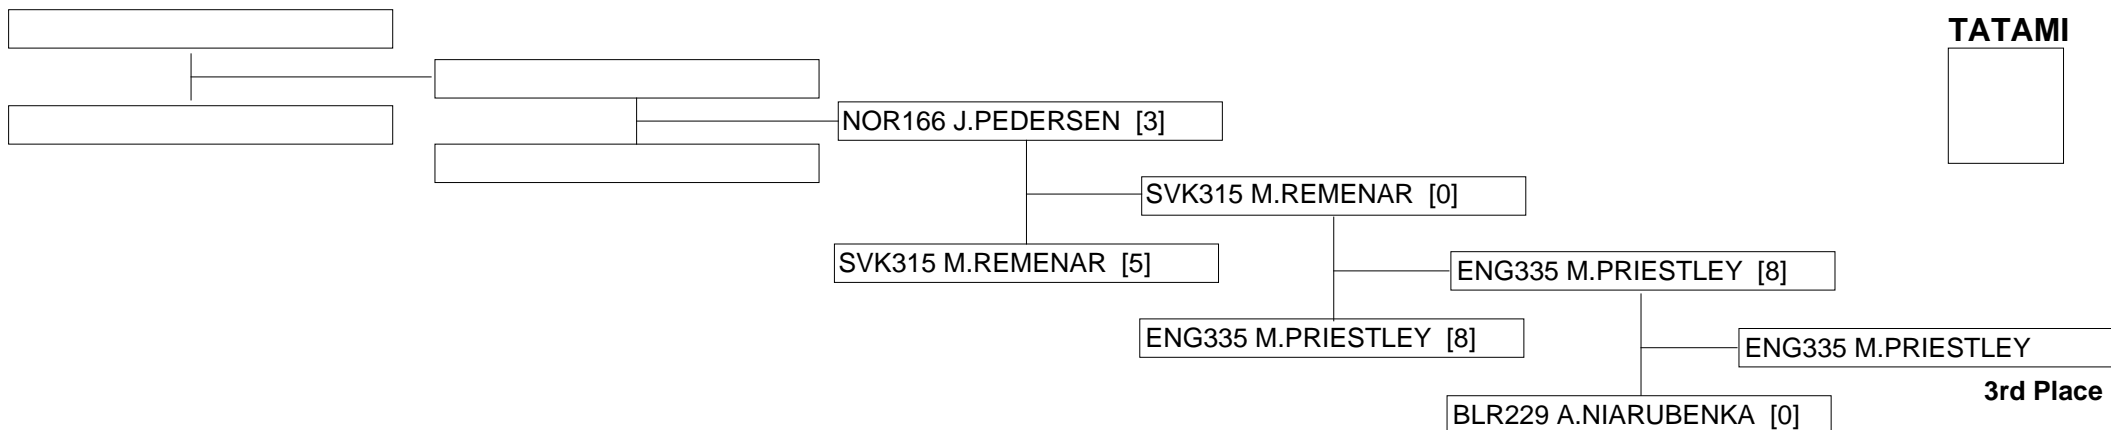 TATAMI
NOR166 J.PEDERSEN [3]
SVK315 M.REMENAR [0]
SVK315 M.REMENAR [5]
ENG335 M.PRIESTLEY [8]
ENG335 M.PRIESTLEY [8]
ENG335 M.PRIESTLEY
3rd Place
BLR229 A.NIARUBENKA [0]